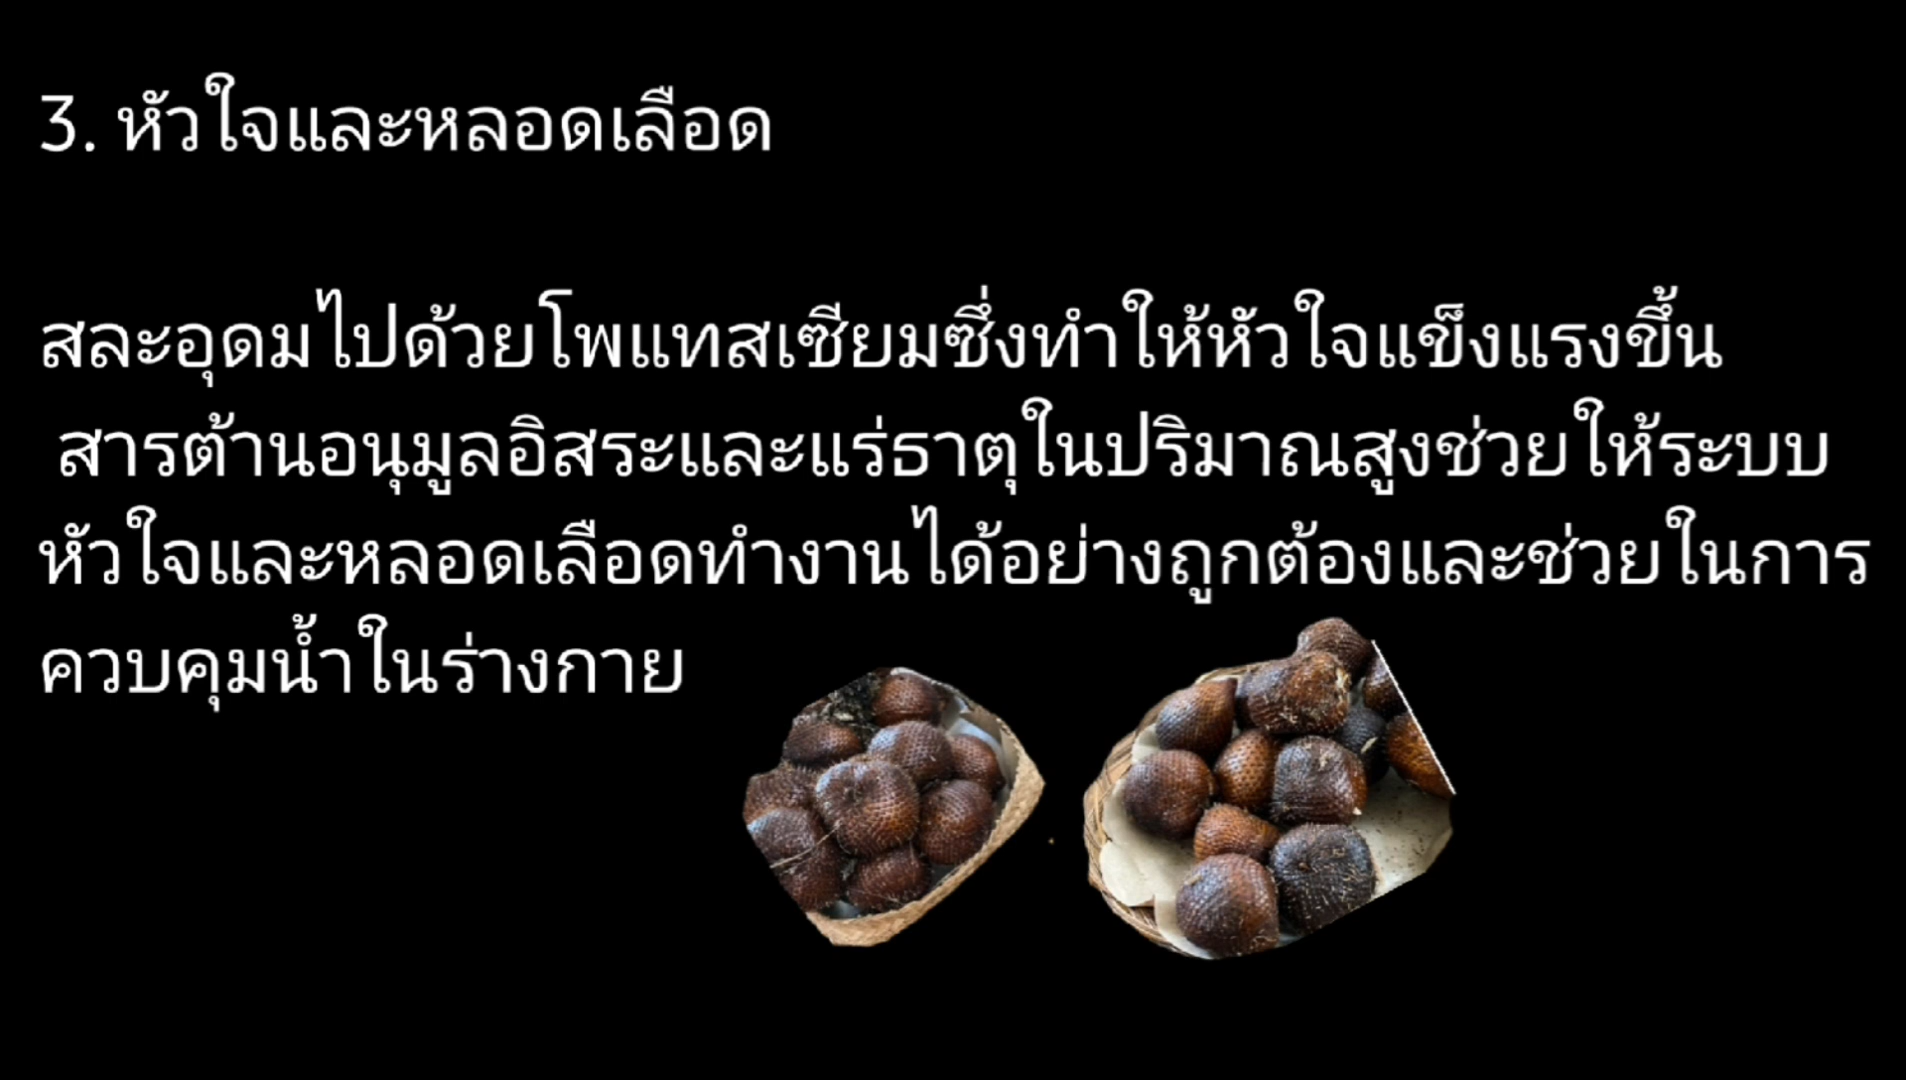 3. หัวใจและหลอดเลือด
สละอุดมไปด้วยโพแทสเซียมซึ่งทำให้หัวใจแข็งแรงขึ้น
สารต้านอนุมูลอิสระและแร่ธาตุในปริมาณสูงช่วยให้ระบบ
หัวใจและหลอดเลือดทำงานได้อย่างถูกต้องและช่วยในการ
ควบคุมน้ำในร่างกาย